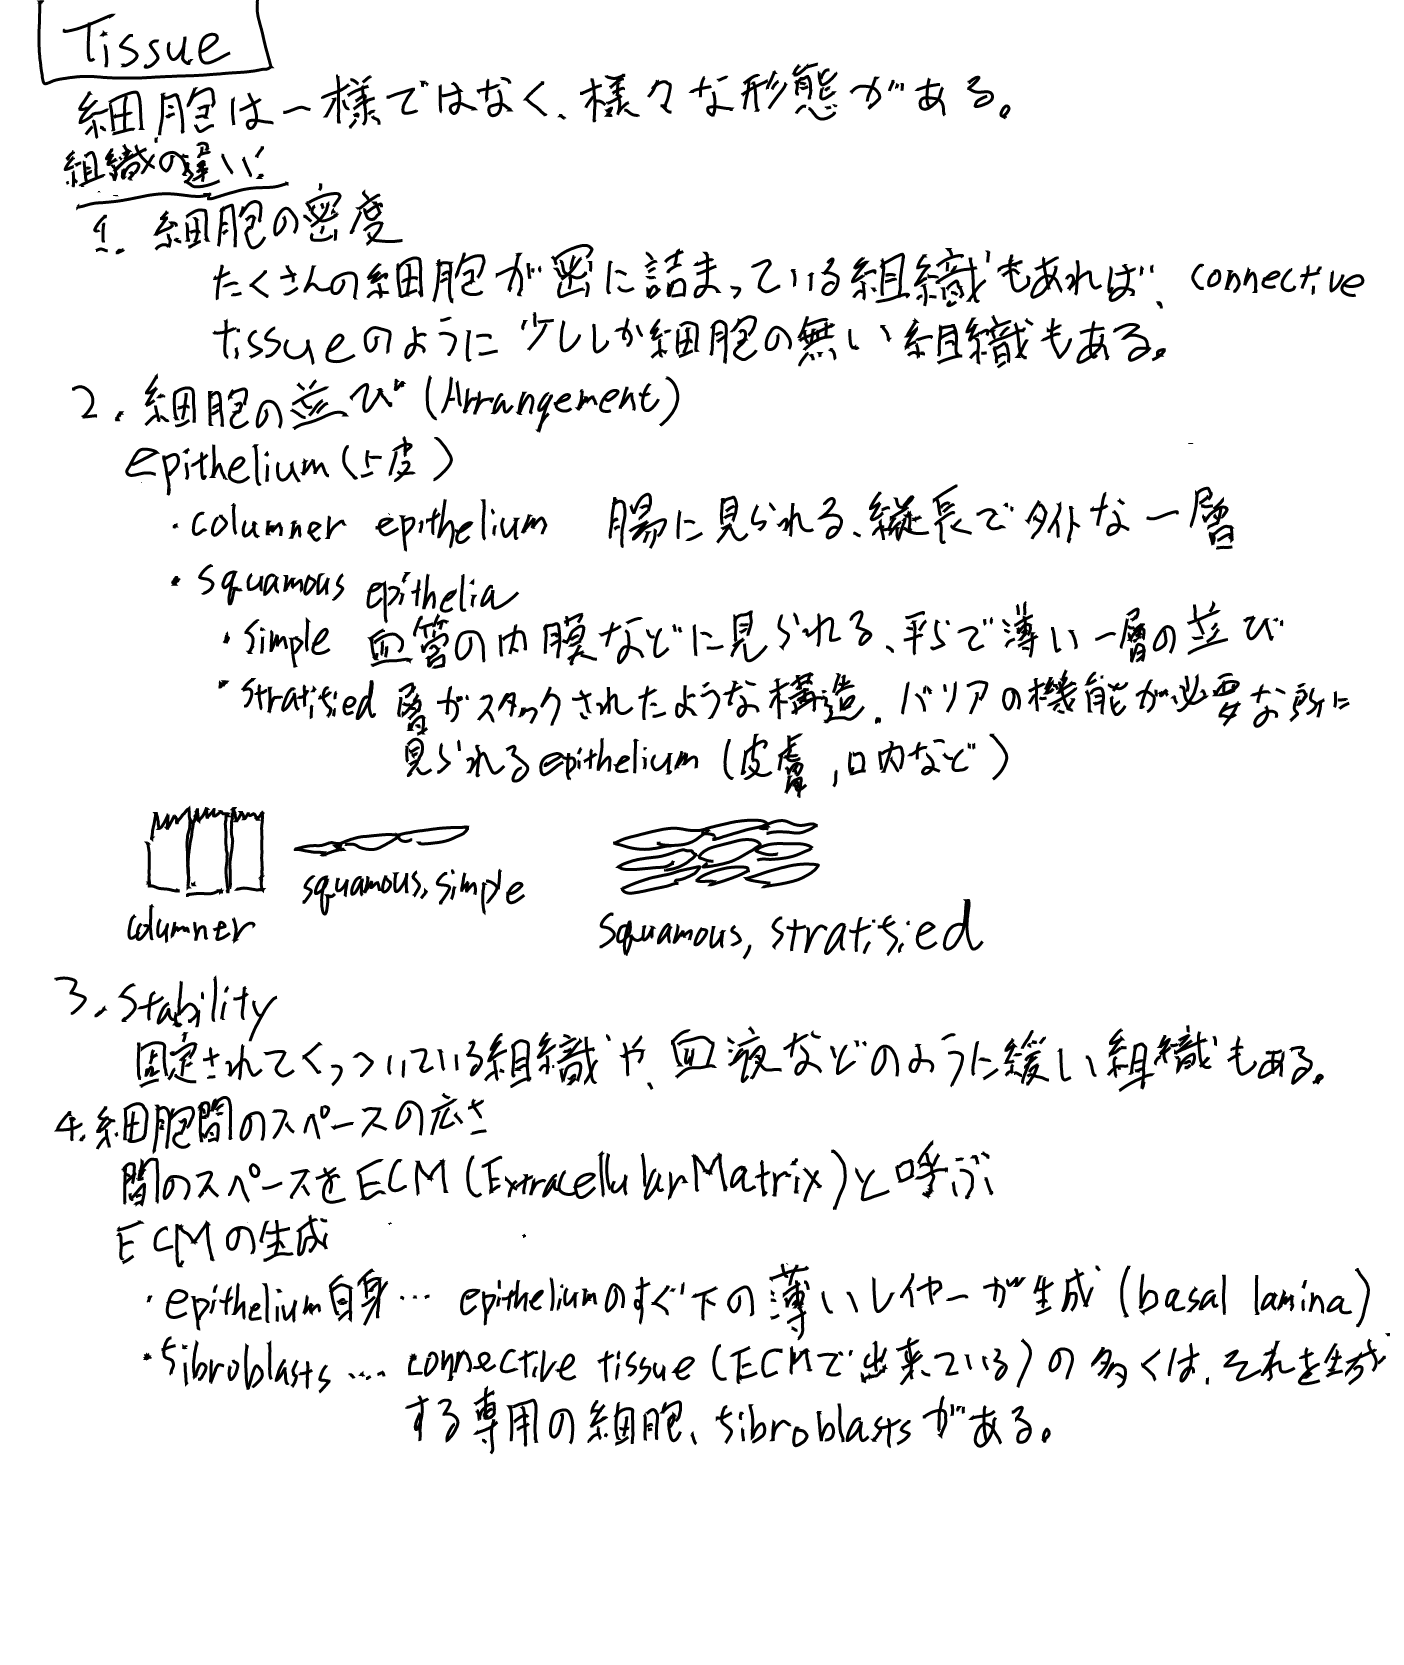 Tissue
細胞は一様ではなく、様々な形態がある。
組織の違い:
1. 細胞の密度
たくさんの細胞が密に詰まっている組織もあれば、connective
tissueのように少ししか細胞の無い組織もある。
2. 細胞の並び(Arrangement)
epithelium(上皮)
・columner epithelium 腸に見られる、縦長でタイトな一層
・squamous epithelia
・simple 血管の内膜などに見られる、平らで薄い一層の並び
・stratified 層がスタックされたような構造。バリアの機能が必要な所に
見られるepithelium (皮膚,口内など)
columner
squamous, simple
squamous, stratified
3. Stability
固定されてくっついている組織や、血液などのように緩い組織もある。
4. 細胞間のスペースの広さ
間のスペースをECM(ExtracellularMatrix)と呼ぶ
ECMの生成
・epithelium自身… epitheliumのすぐ下の薄いレイヤーが生成(basal lamina)
・fibroblasts… connective tissue(ECMで出来ている)の多くは、それを生成
する専用の細胞、fibroblastsがある。